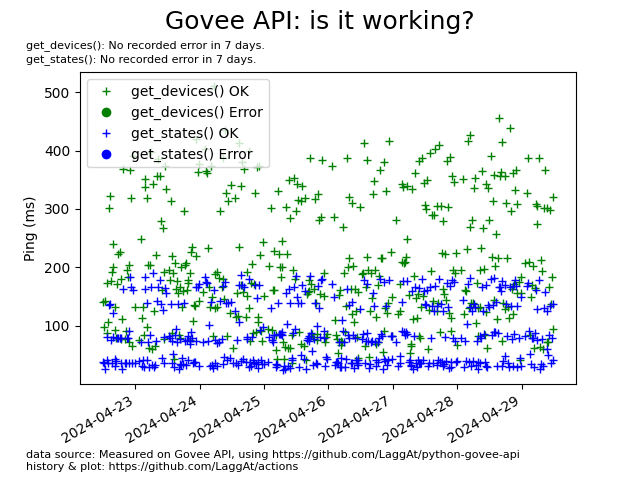 Govee API: is it working?
get_devices(): No recorded error in 7 days.
get_states(): No recorded error in 7 days.
get_devices() OK
get_devices() Error
get_states() OK
get_states() Error
Ping (ms)
500
400
300
200
100
2024-04-23
2024-04-24
2024-04-25
2024-04-26
2024-04-27
2024-04-28
2024-04-29
data source: Measured on Govee API, using https://github.com/LaggAt/python-govee-api
history & plot: https://github.com/LaggAt/actions